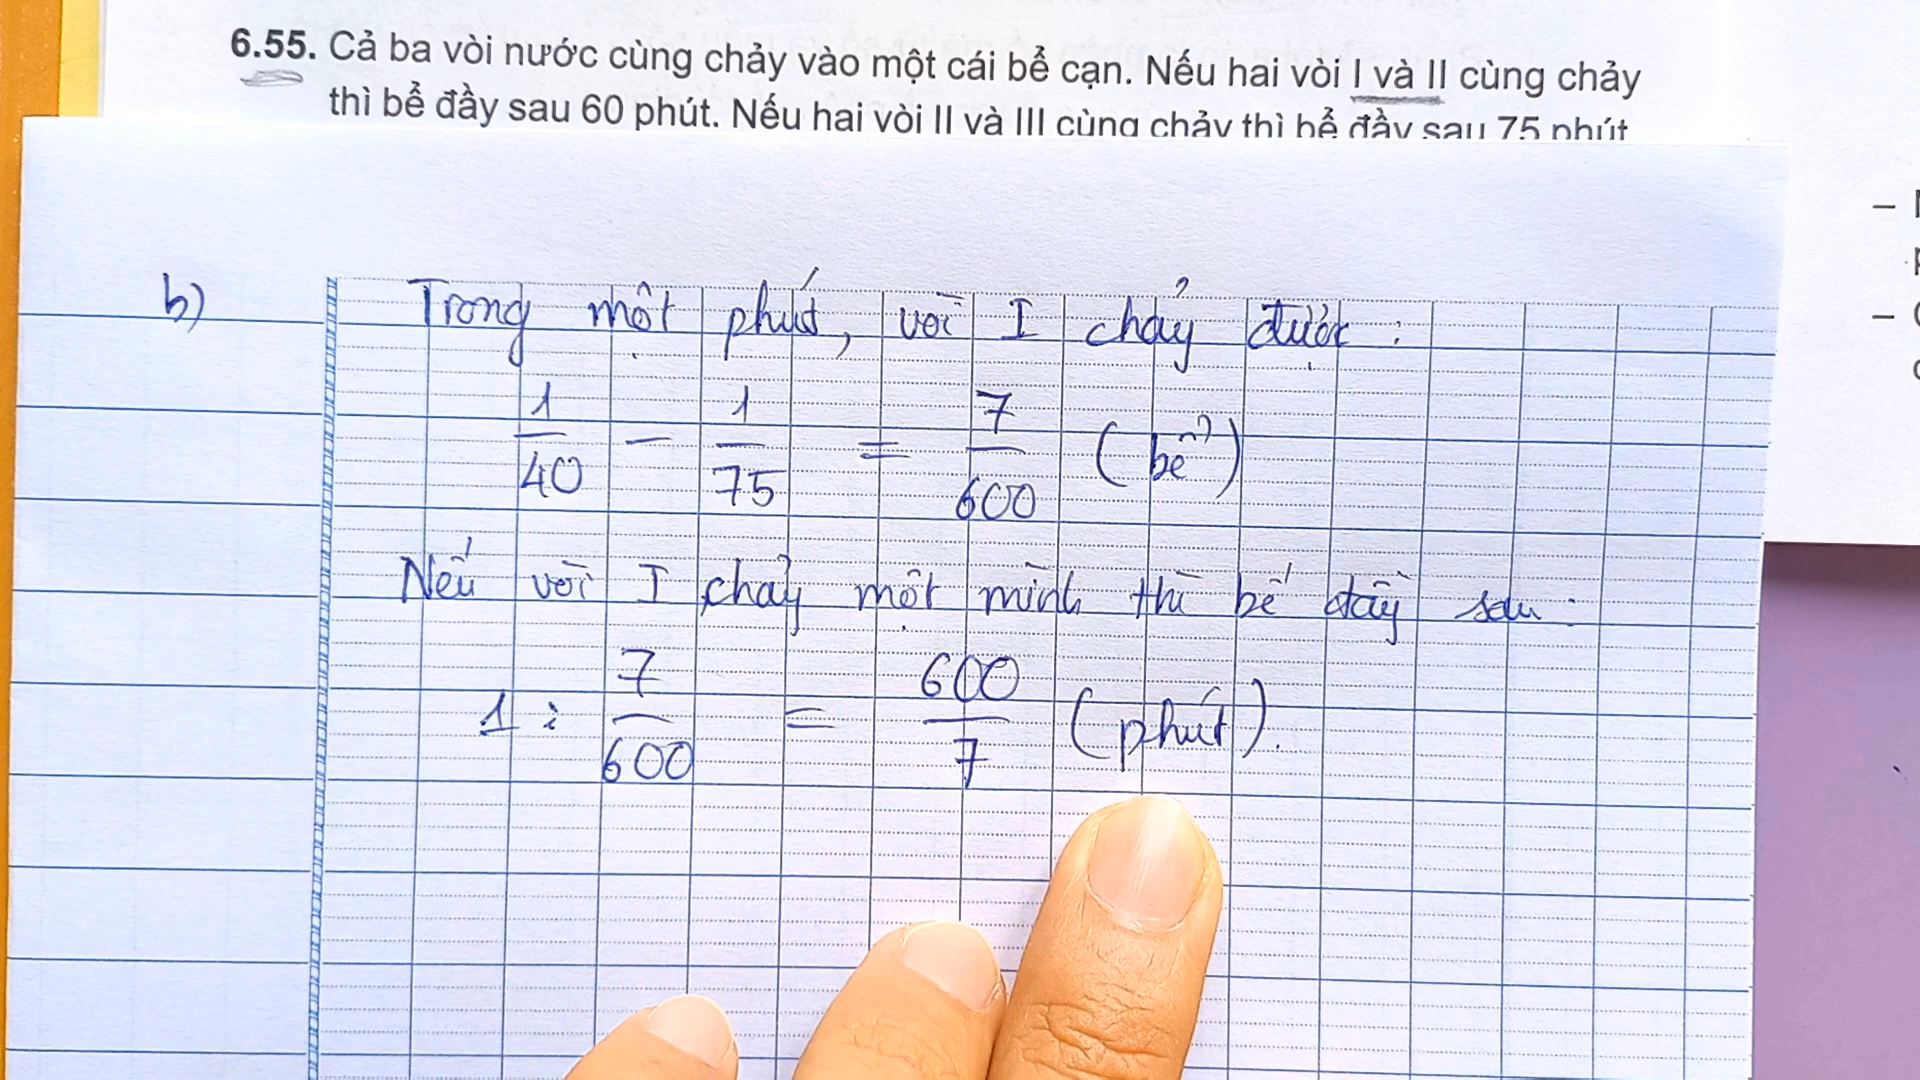 6.55. Cả ba vòi nước cùng chảy vào một cái bể cạn. Nếu hai vòi I và II cùng chảy
thì bể đầy sau 60 phút. Nếu hai vòi II và III cùng chảy thì bể đầy sau 75 phút
b) Trong một phút, vòi I chảy được :
1/40 - 1/75 = 7/600 (bể)
Nếu vòi I chảy một mình thì bể đầy sau :
1 : 7/600 = 600/7 (phút).